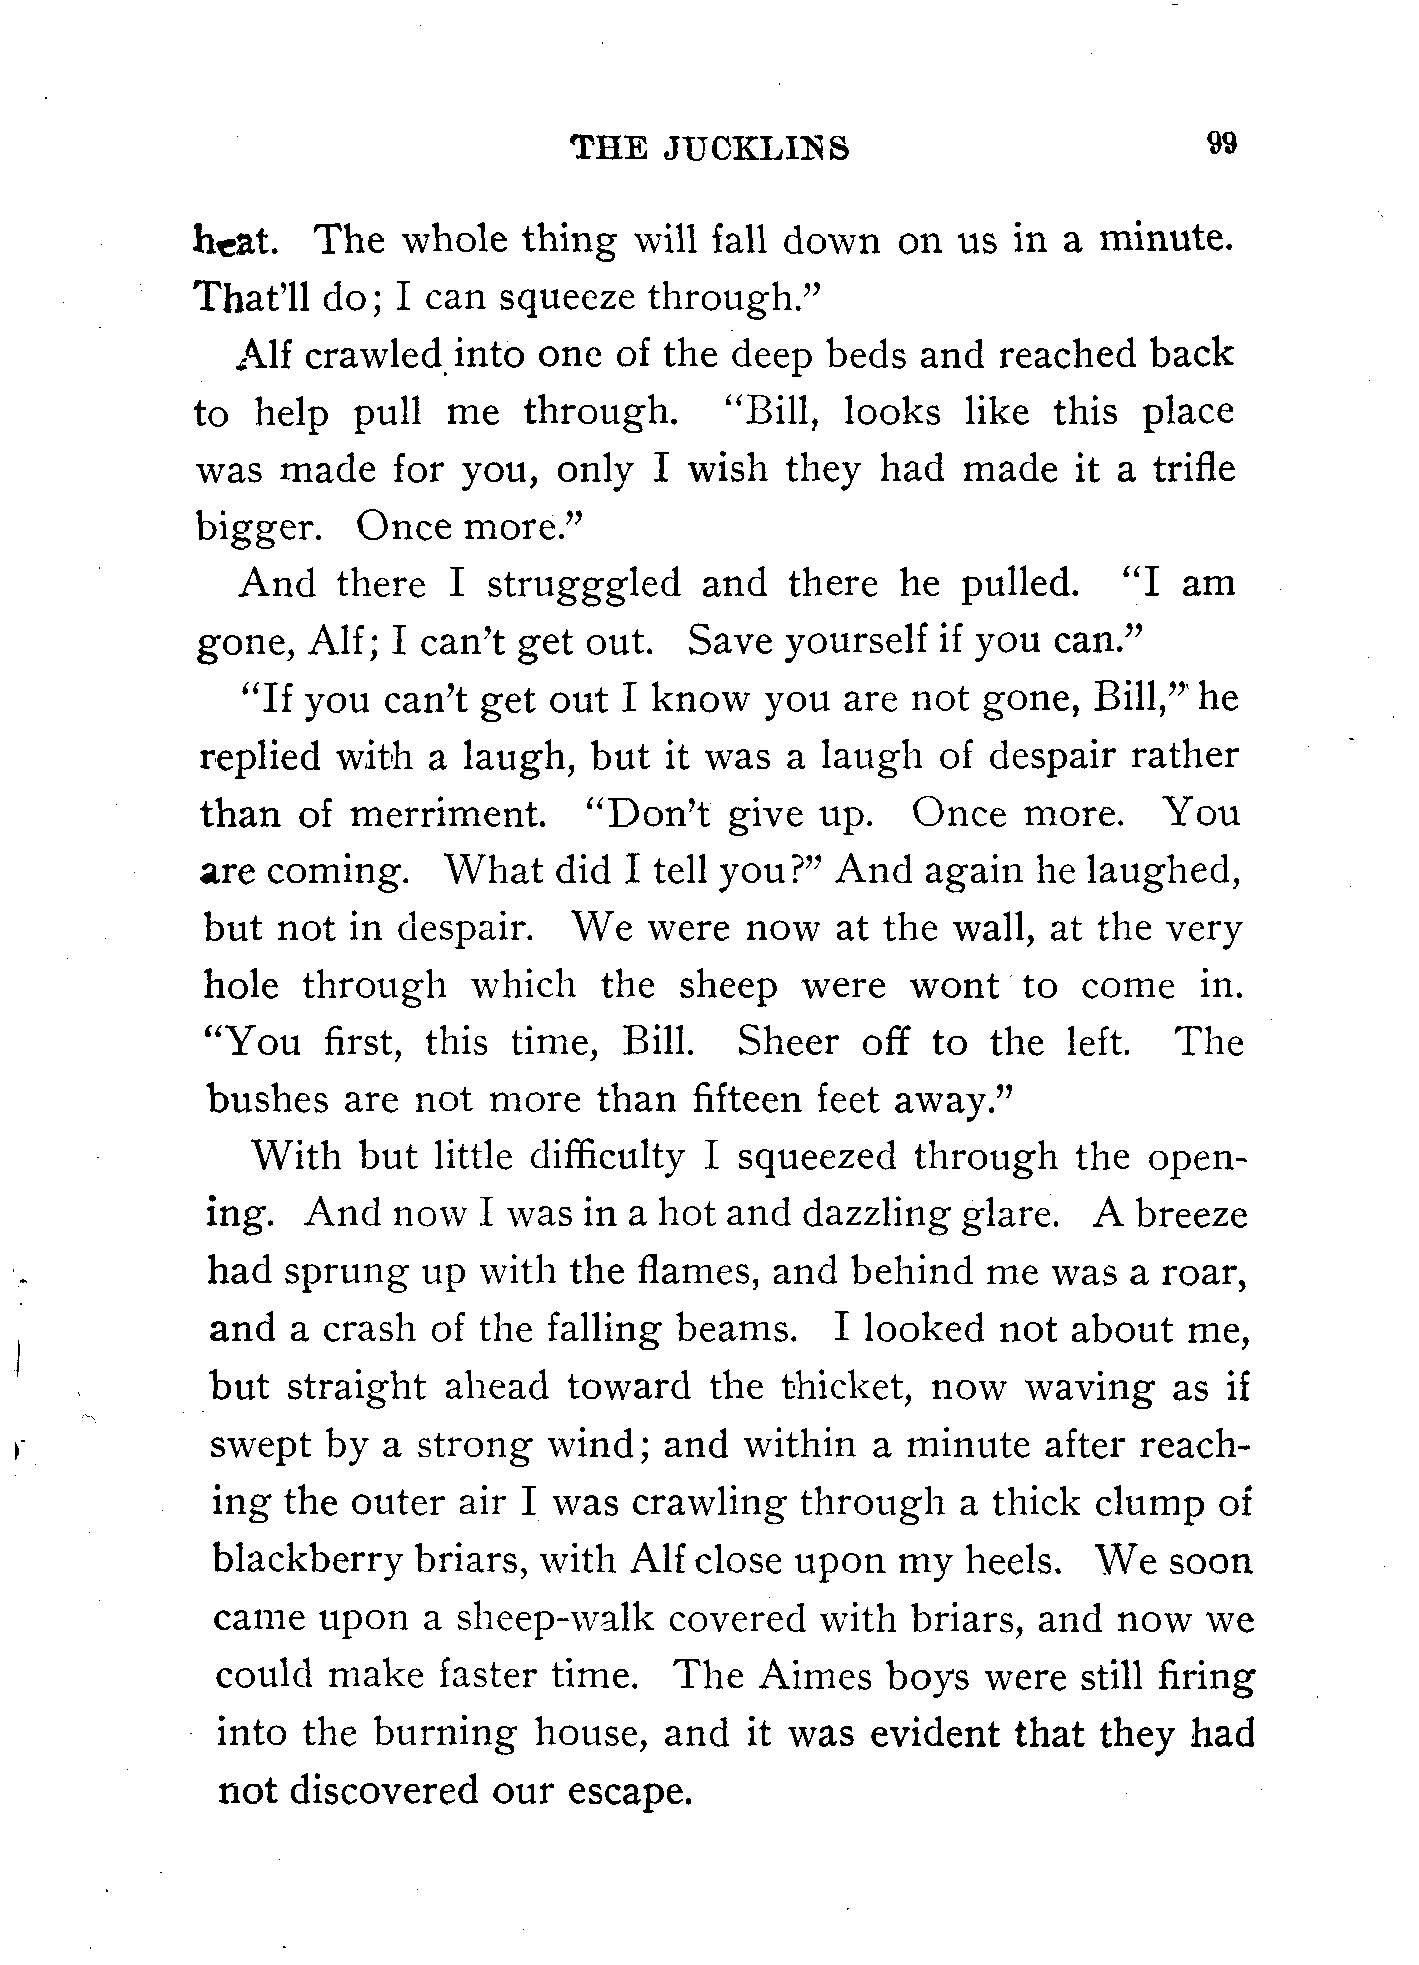 THE JUCKLINS 99
heat. The whole thing will fall down on us in a minute.
That'll do; I can squeeze through."
Alf crawled into one of the deep beds and reached back
to help pull me through. "Bill, looks like this place
was made for you, only I wish they had made it a trifle
bigger. Once more."
And there I strugggled and there he pulled. "I am
gone, Alf; I can't get out. Save yourself if you can."
"If you can't get out I know you are not gone, Bill," he
replied with a laugh, but it was a laugh of despair rather
than of merriment. "Don't give up. Once more. You
are coming. What did I tell you?" And again he laughed,
but not in despair. We were now at the wall, at the very
hole through which the sheep were wont to come in.
"You first, this time, Bill. Sheer off to the left. The
bushes are not more than fifteen feet away."
With but little difficulty I squeezed through the open-
ing. And now I was in a hot and dazzling glare. A breeze
had sprung up with the flames, and behind me was a roar,
and a crash of the falling beams. I looked not about me,
but straight ahead toward the thicket, now waving as if
swept by a strong wind; and within a minute after reach-
ing the outer air I was crawling through a thick clump of
blackberry briars, with Alf close upon my heels. We soon
came upon a sheep-walk covered with briars, and now we
could make faster time. The Aimes boys were still firing
into the burning house, and it was evident that they had
not discovered our escape.